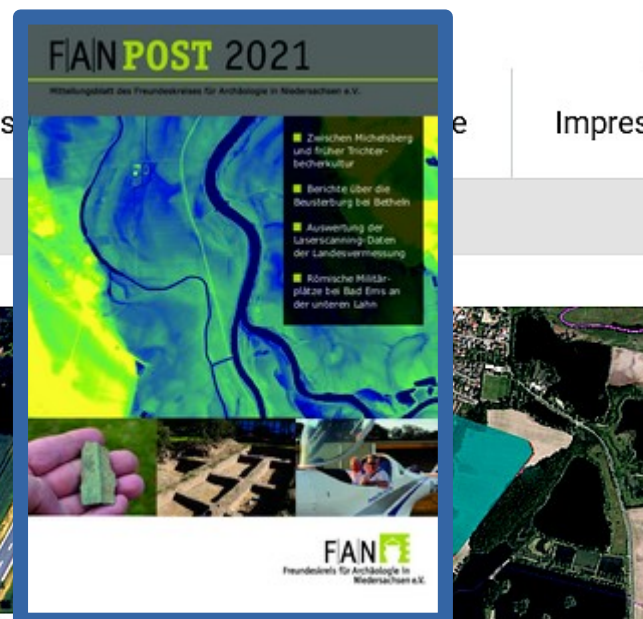 F|A|N POST 2021
Mitteilungsblatt des Freundeskreises für Archäologie in Niedersachsen e.V.
s
e
Impres
Zwischen Michelsberg
und früher Trichter-
becherkultur
Berichte über die
Beusterburg bei Betheln
Auswertung der
Laserscanning-Daten
der Landesvermessung
Römische Militär-
plätze bei Bad Ems an
der unteren Lahn
F|A|N
Freundeskreis für Archäologie in
Niedersachsen e.V.